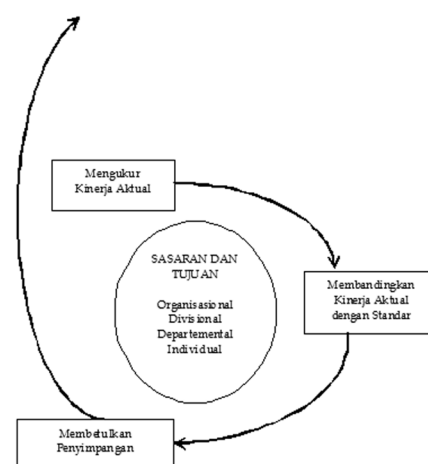 Mengukur
Kinerja Aktual
SASARAN DAN
TUJUAN
Organisasional
Divisional
Departemental
Individual
Membandingkan
Kinerja Aktual
dengan Standar
Membetulkan
Penyimpangan